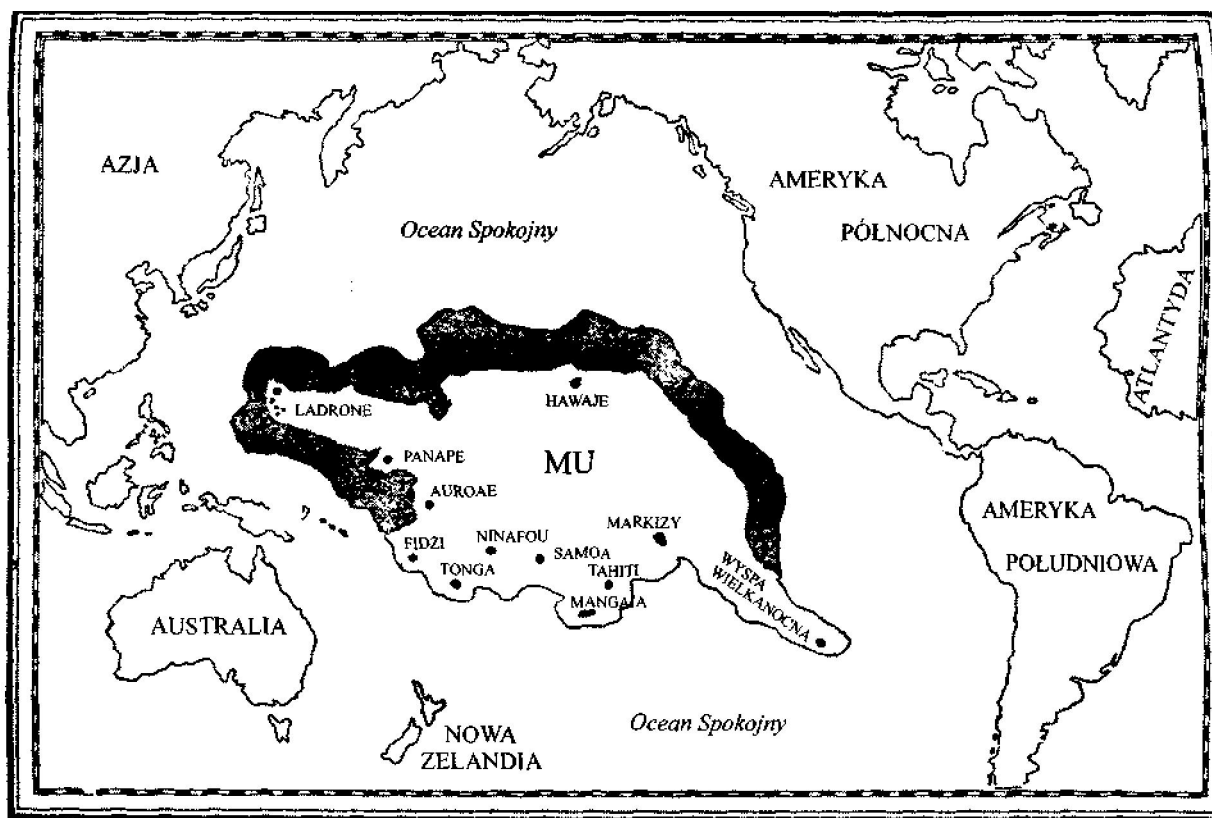 AZJA
AMERYKA
PÓŁNOCNA
Ocean Spokojny
ATLANTYDA
LADRONE
HAWAJE
PANAPE
MU
AUROAE
AMERYKA
POŁUDNIOWA
MARKIZY
FIDŻI
NINAFOU
SAMOA
TONGA
TAHITI
MANGAIA
WYSPA
WIELKANOCNA
AUSTRALIA
Ocean Spokojny
NOWA
ZELANDIA